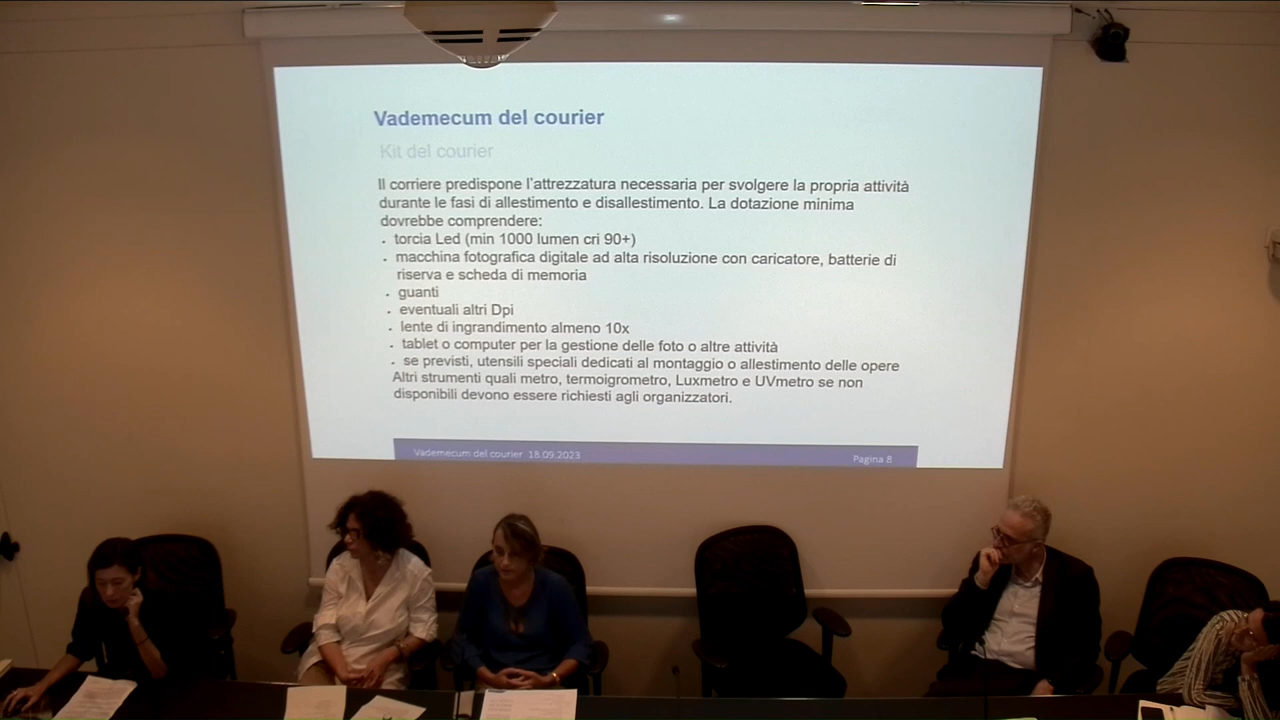 Vademecum del courier
Kit del courier
Il corriere predispone l'attrezzatura necessaria per svolgere la propria attività
durante le fasi di allestimento e disallestimento. La dotazione minima
dovrebbe comprendere:
. torcia Led (min 1000 lumen cri 90+)
. macchina fotografica digitale ad alta risoluzione con caricatore, batterie di
riserva e scheda di memoria
. guanti
. eventuali altri Dpi
. lente di ingrandimento almeno 10x
. tablet o computer per la gestione delle foto o altre attività
. se previsti, utensili speciali dedicati al montaggio o allestimento delle opere
Altri strumenti quali metro, termoigrometro, Luxmetro e UVmetro se non
disponibili devono essere richiesti agli organizzatori.
Vademecum del courier 18.09.2023
Pagina 8